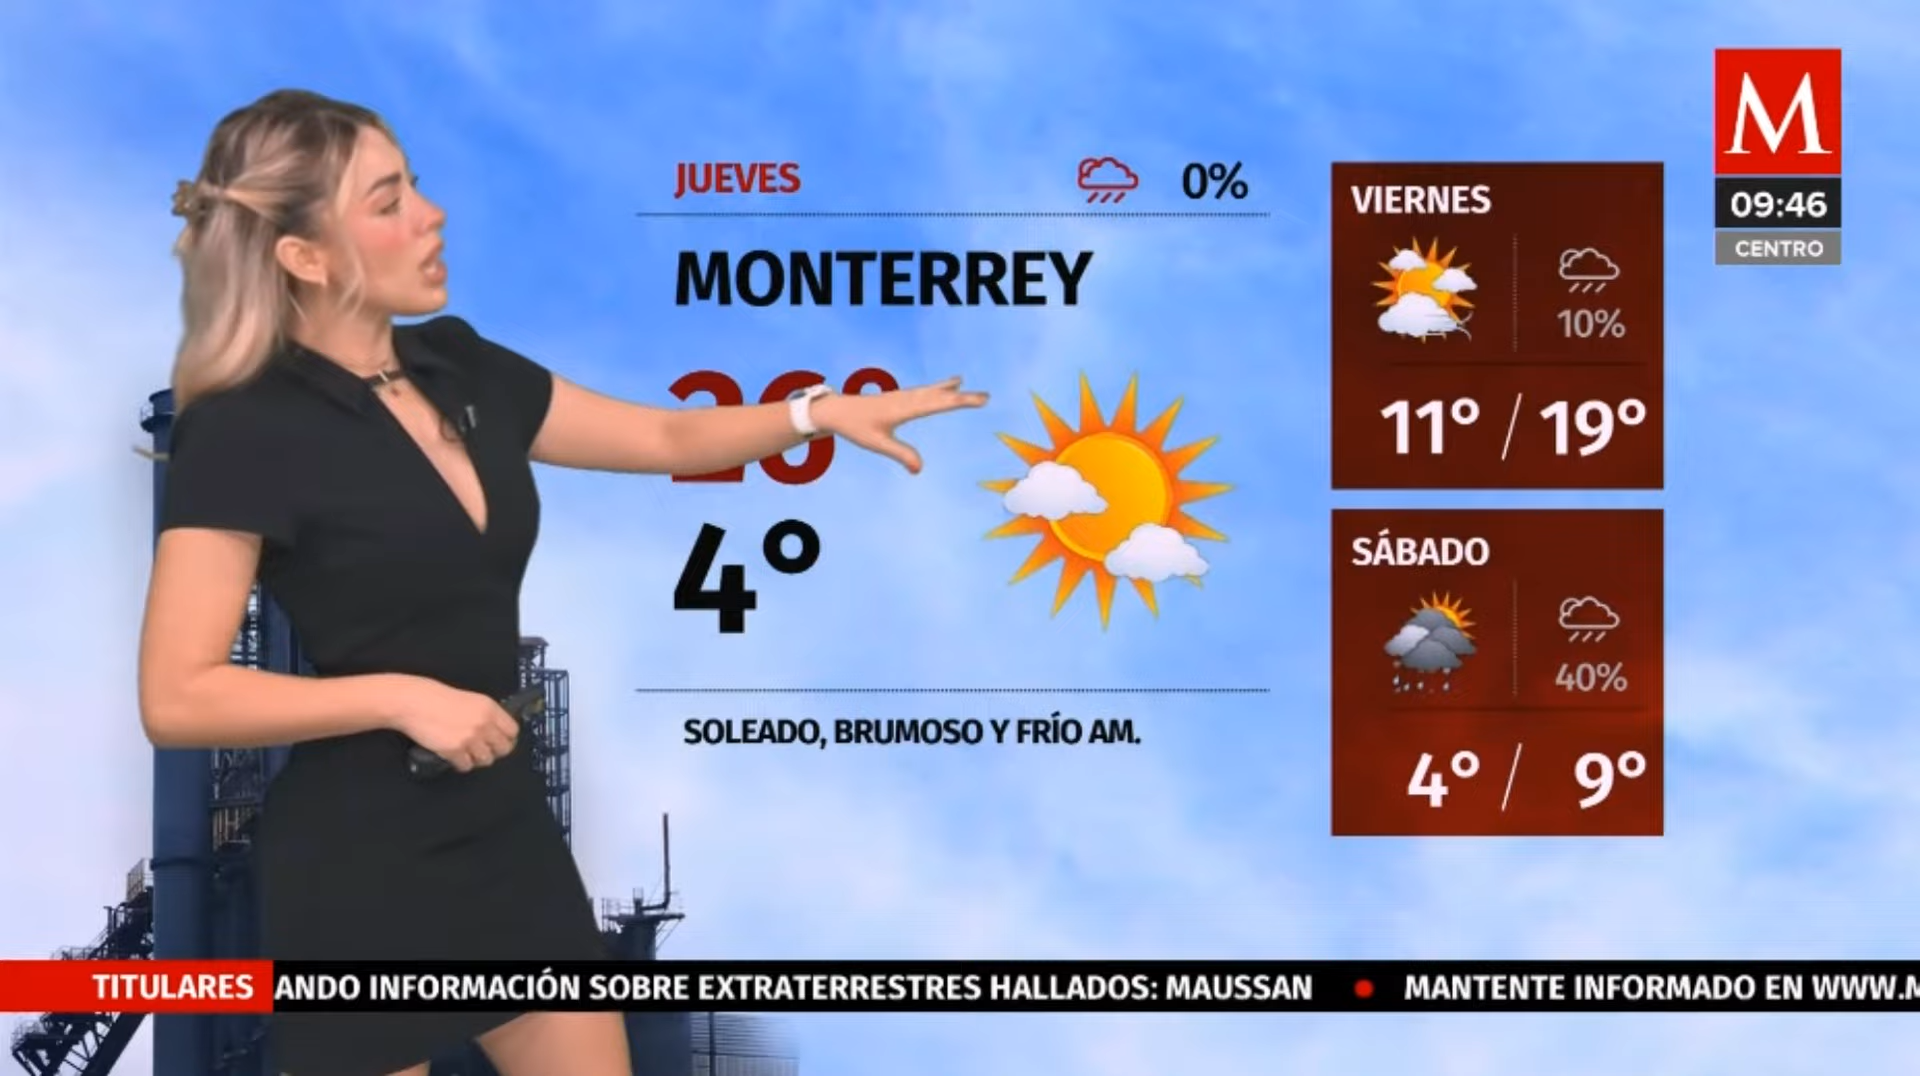 JUEVES
0%
MONTERREY
4°
SOLEADO, BRUMOSO Y FRÍO AM.
VIERNES
10%
11° / 19°
SÁBADO
40%
4° / 9°
M
09:46
CENTRO
TITULARES
ANDO INFORMACIÓN SOBRE EXTRATERRESTRES HALLADOS: MAUSSAN • MANTENTE INFORMADO EN WWW.M